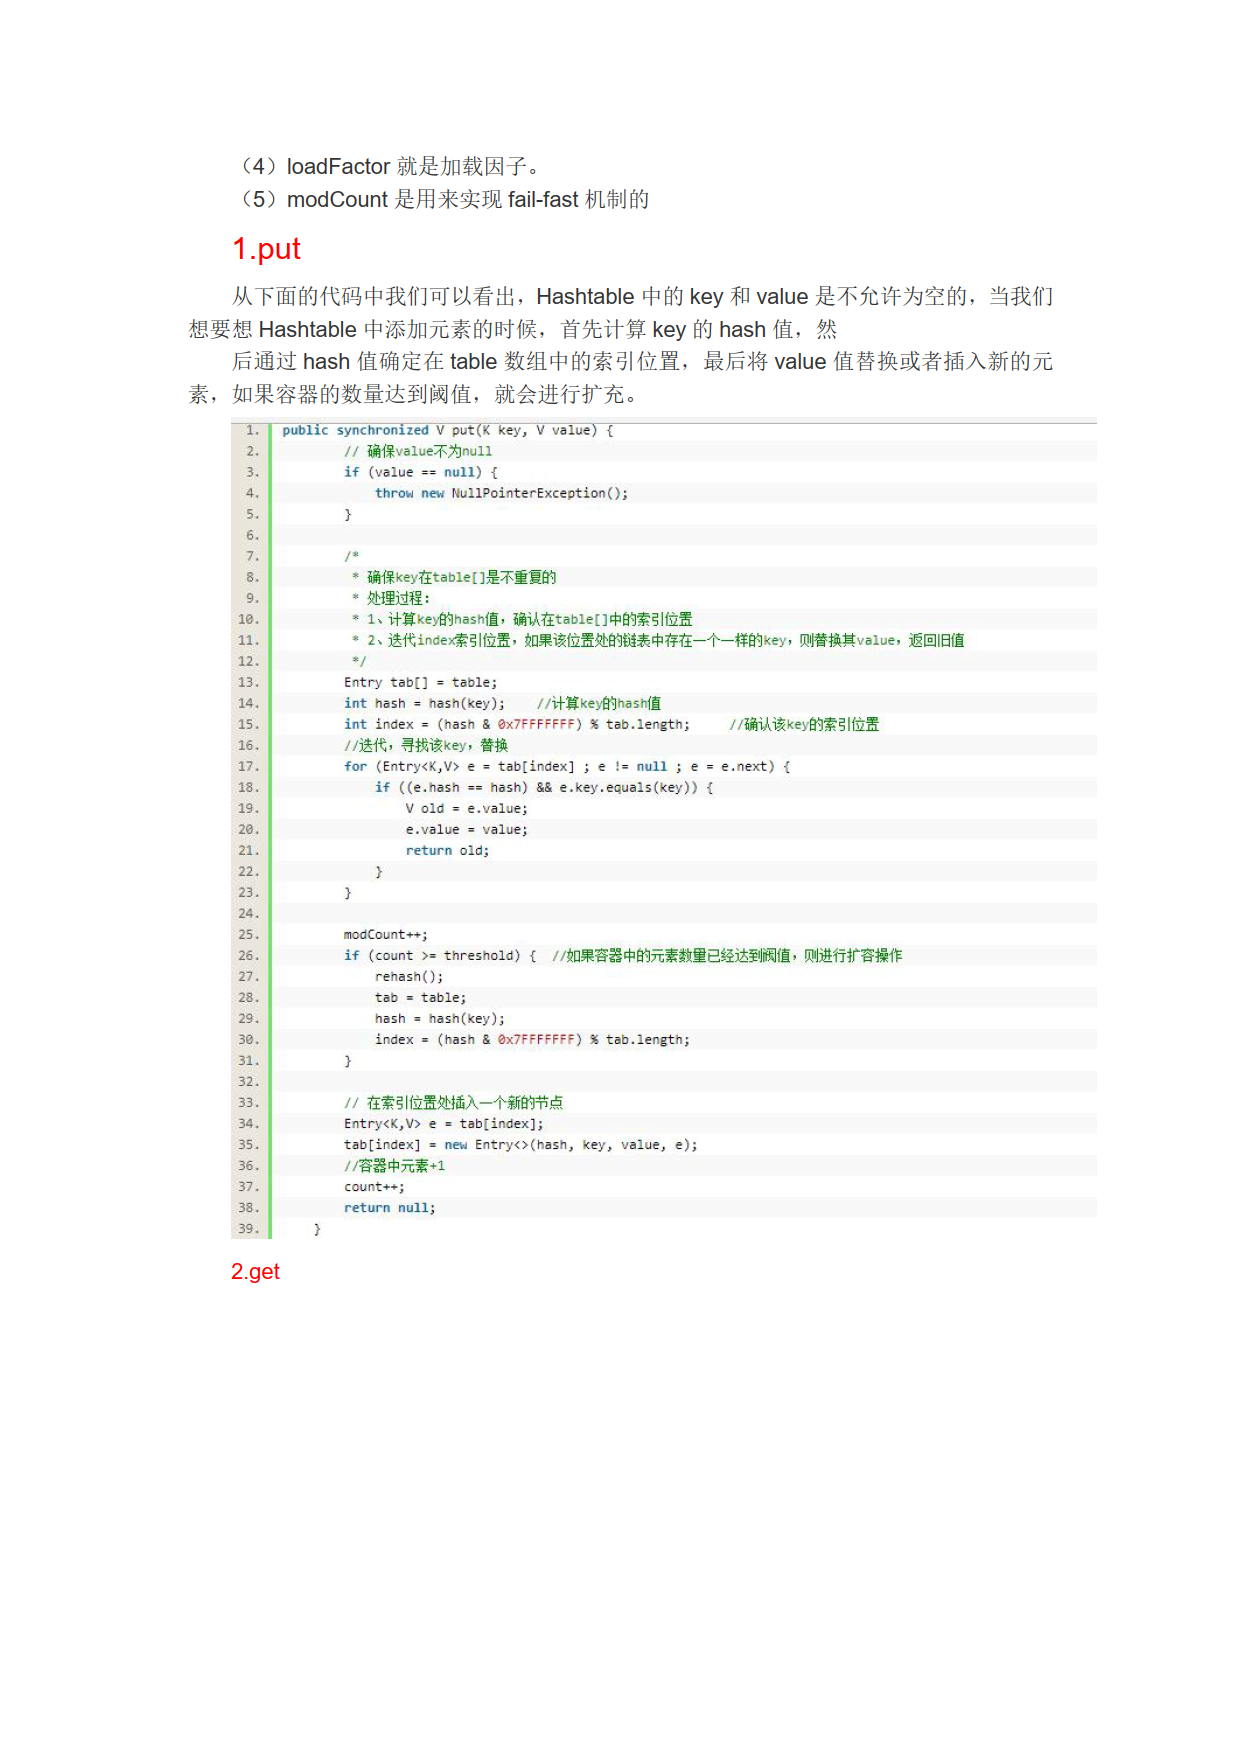 （4）loadFactor 就是加载因子。
（5）modCount 是用来实现 fail-fast 机制的
1.put
从下面的代码中我们可以看出，Hashtable 中的 key 和 value 是不允许为空的，当我们
想要想 Hashtable 中添加元素的时候，首先计算 key 的 hash 值，然
后通过 hash 值确定在 table 数组中的索引位置，最后将 value 值替换或者插入新的元
素，如果容器的数量达到阈值，就会进行扩充。
1. public synchronized V put(K key, V value) {
2. // 确保value不为null
3. if (value == null) {
4. throw new NullPointerException();
5. }
6.
7. /*
8. * 确保key在table[]是不重复的
9. * 处理过程：
10. * 1、计算key的hash值，确认在table[]中的索引位置
11. * 2、迭代index索引位置，如果该位置处的链表中存在一个一样的key，则替换其value，返回旧值
12. */
13. Entry tab[] = table;
14. int hash = hash(key); //计算key的hash值
15. int index = (hash & 0x7FFFFFFF) % tab.length; //确认该key的索引位置
16. //迭代，寻找该key，替换
17. for (Entry<K,V> e = tab[index] ; e != null ; e = e.next) {
18. if ((e.hash == hash) && e.key.equals(key)) {
19. V old = e.value;
20. e.value = value;
21. return old;
22. }
23. }
24.
25. modCount++;
26. if (count >= threshold) { //如果容器中的元素数量已经达到阀值，则进行扩容操作
27. rehash();
28. tab = table;
29. hash = hash(key);
30. index = (hash & 0x7FFFFFFF) % tab.length;
31. }
32.
33. // 在索引位置处插入一个新的节点
34. Entry<K,V> e = tab[index];
35. tab[index] = new Entry<>(hash, key, value, e);
36. //容器中元素+1
37. count++;
38. return null;
39. }
2.get